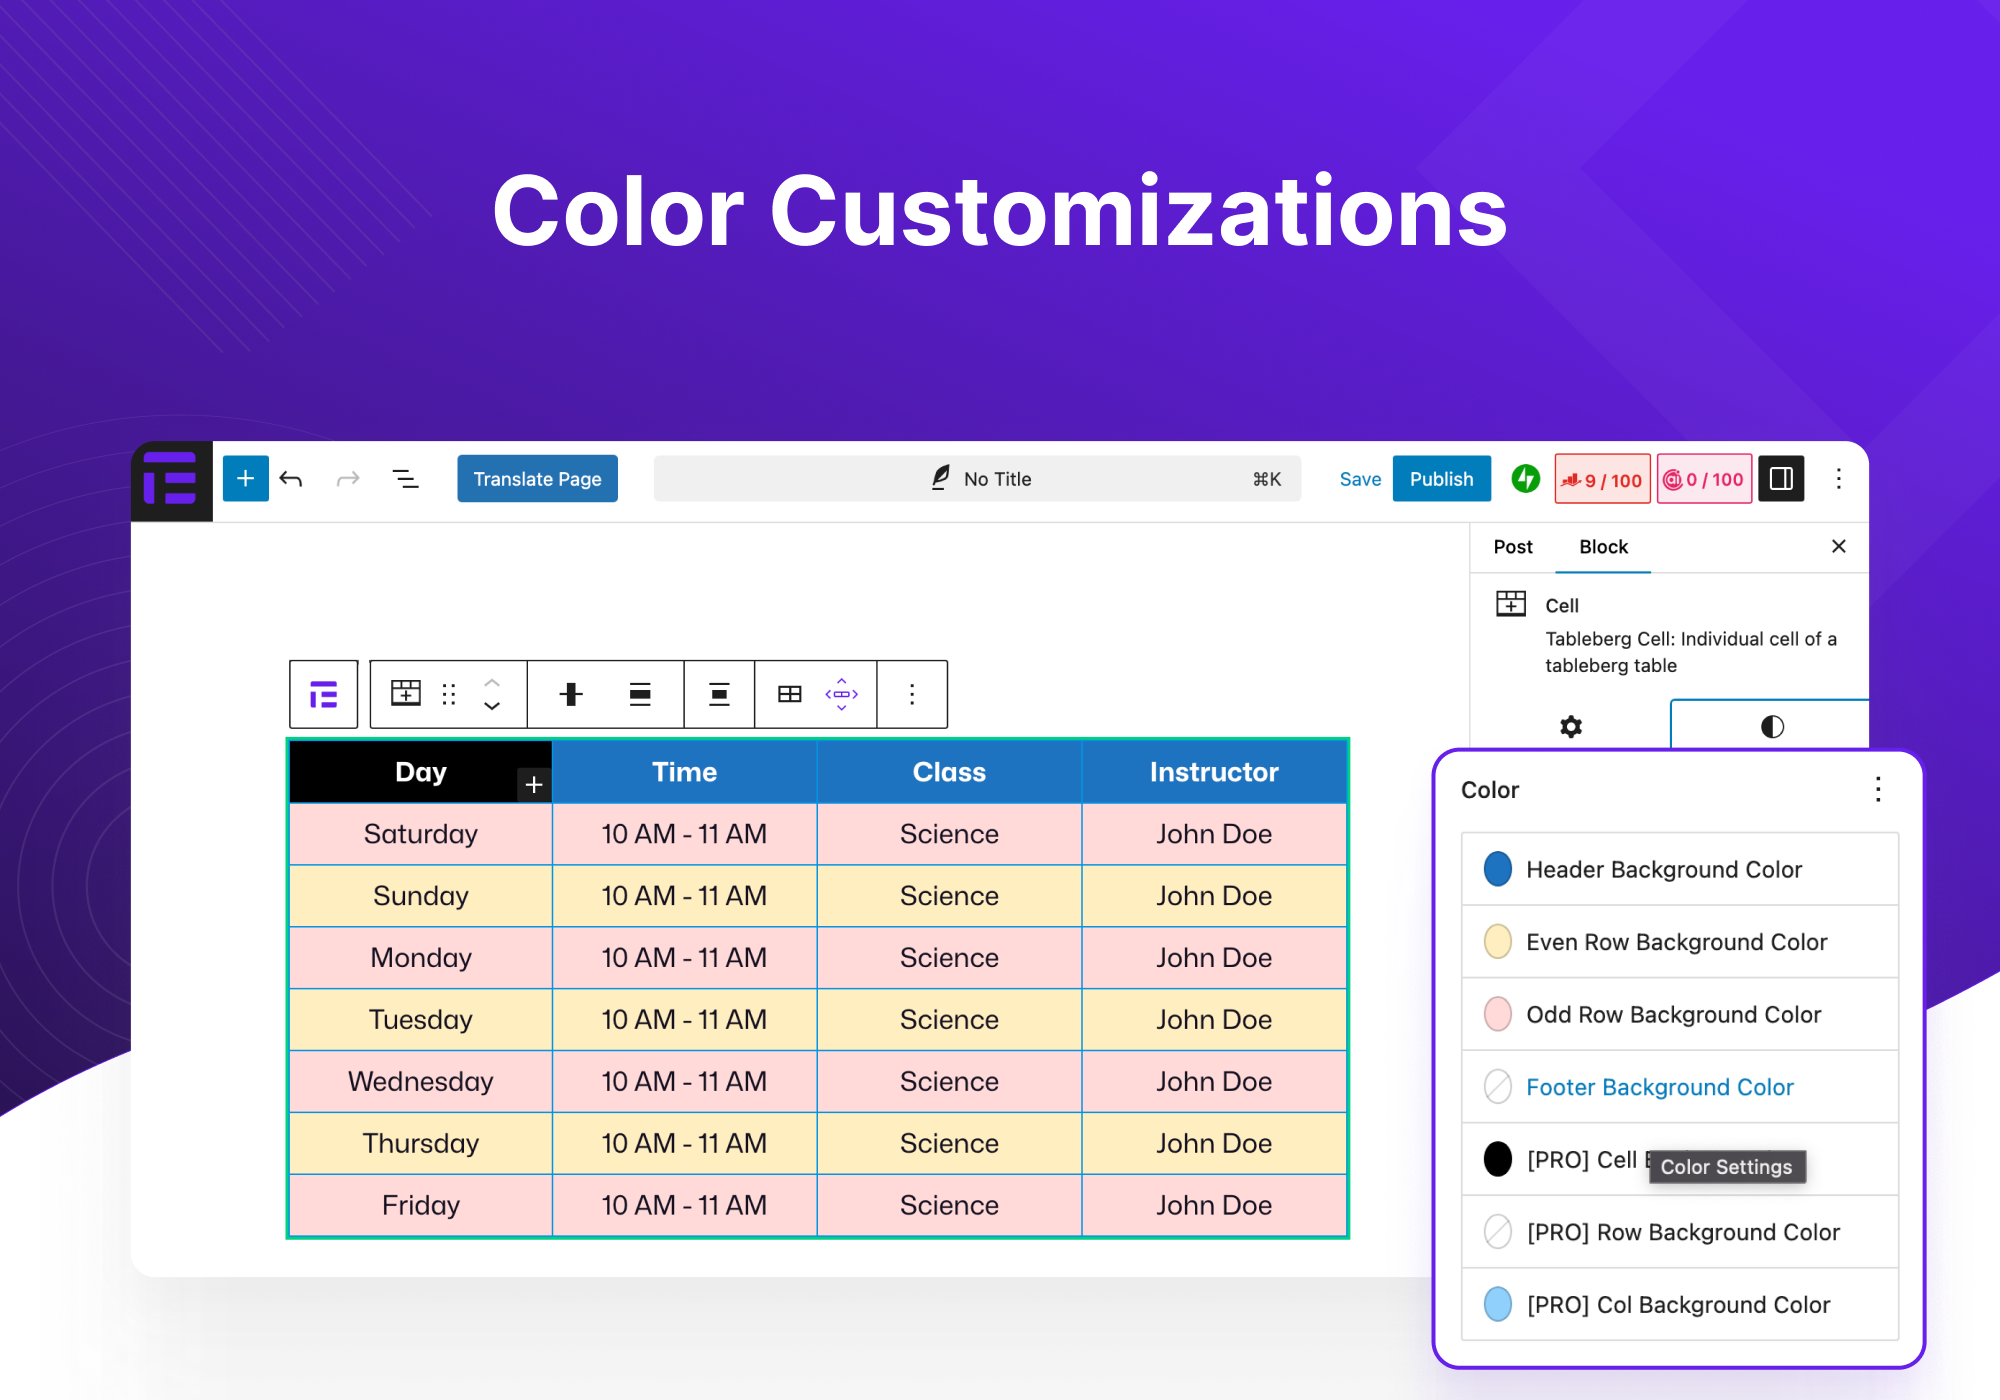 Color Customizations
Translate Page
No Title
⌘K
Save
Publish
9 / 100
0 / 100
Post
Block
Cell
Tableberg Cell: Individual cell of a
tableberg table
Day Time Class Instructor
Saturday 10 AM - 11 AM Science John Doe
Sunday 10 AM - 11 AM Science John Doe
Monday 10 AM - 11 AM Science John Doe
Tuesday 10 AM - 11 AM Science John Doe
Wednesday 10 AM - 11 AM Science John Doe
Thursday 10 AM - 11 AM Science John Doe
Friday 10 AM - 11 AM Science John Doe
Color
Header Background Color
Even Row Background Color
Odd Row Background Color
Footer Background Color
[PRO] Cell
Color Settings
[PRO] Row Background Color
[PRO] Col Background Color